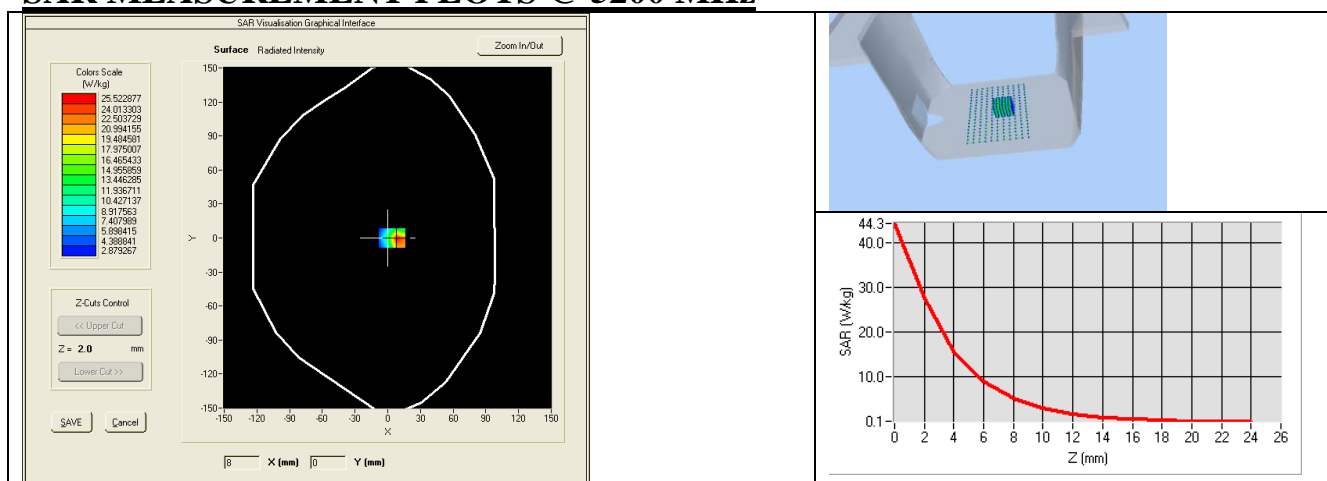 SAR MEASUREMENT PLOTS @ 5200 MHz
SAR Visualisation Graphical Interface
Surface Radiated Intensity
Zoom In/Out
Colors Scale
(W/kg)
25.522877
24.013303
22.503729
20.994155
19.484581
17.975007
16.465433
14.955859
13.446285
11.936711
10.427137
8.917563
7.407989
5.898415
4.388841
2.879267
Z-Cuts Control
<< Upper Cut
Z = 2.0 mm
Lower Cut >>
SAVE Cancel
150-
120-
90-
60-
30-
Y 0-
-30-
-60-
-90-
-120-
-150-
-150 -120 -90 -60 -30 0 30 60 90 120 150
X
8 X (mm) 0 Y (mm)
44.3-
40.0-
30.0-
20.0-
10.0-
0.1-
SAR (W/kg)
0 2 4 6 8 10 12 14 16 18 20 22 24 26
Z (mm)